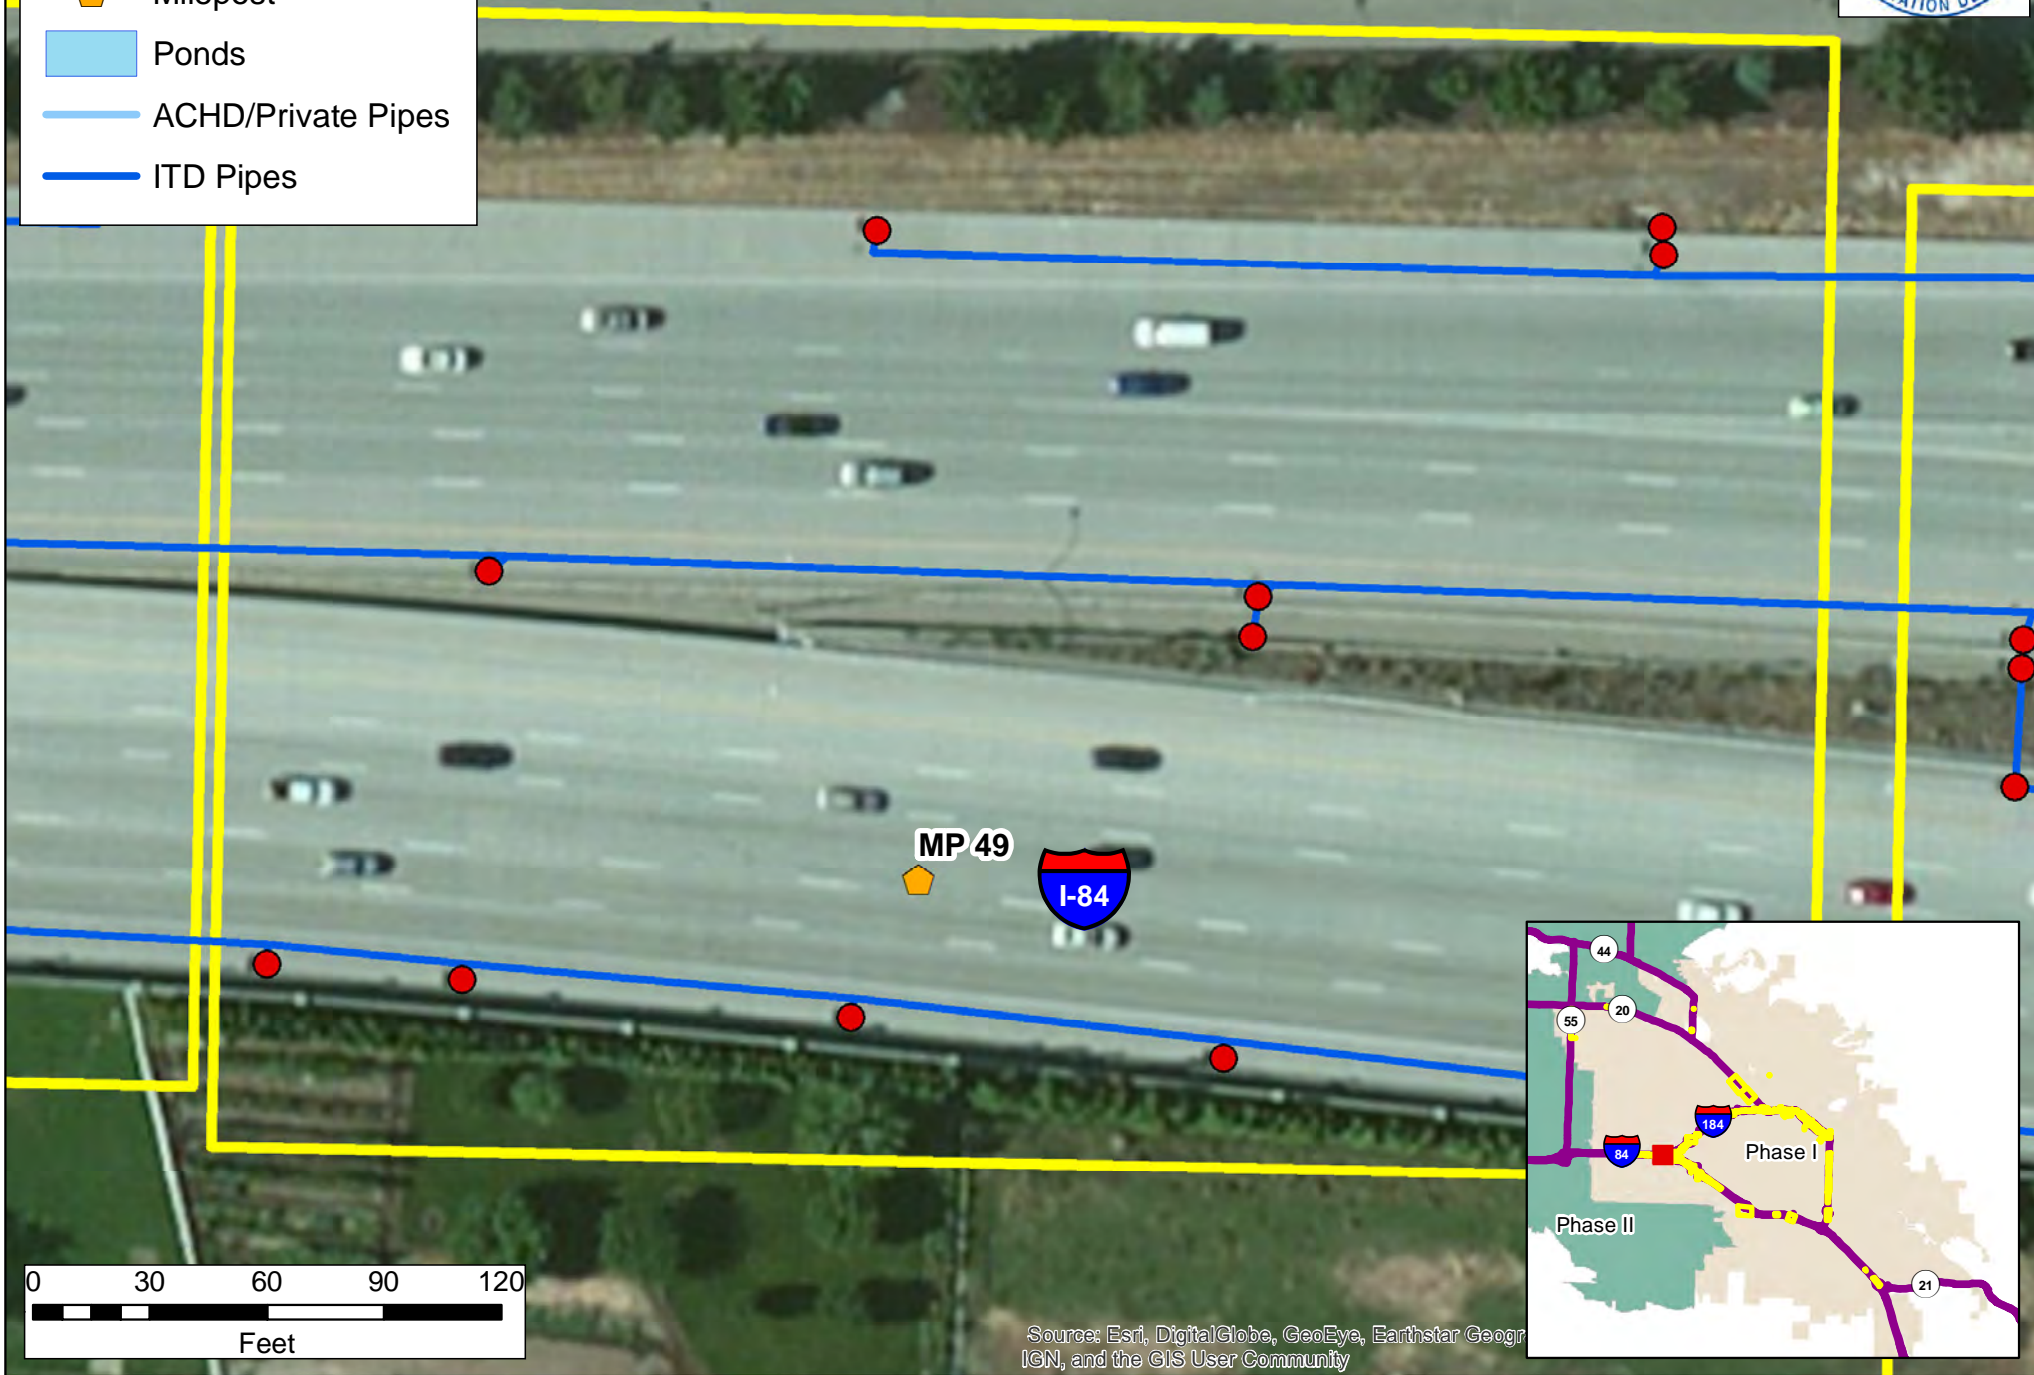 Milepost
Ponds
ACHD/Private Pipes
ITD Pipes
MP 49
I-84
44
20
55
184
84
Phase I
Phase II
21
0 30 60 90 120
Feet
Source: Esri, DigitalGlobe, GeoEye, Earthstar Geogr
IGN, and the GIS User Community